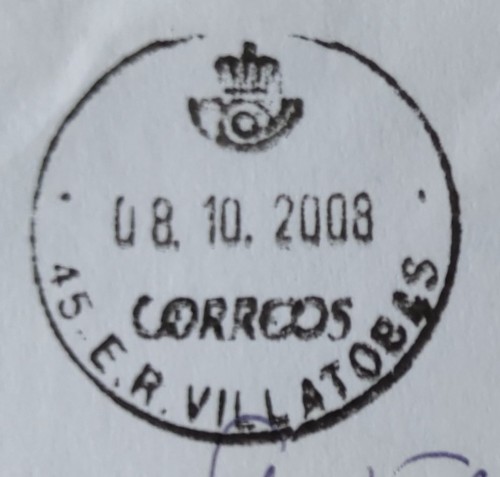 08. 10. 2008
CORREOS
45-E.R. VILLATOBAS